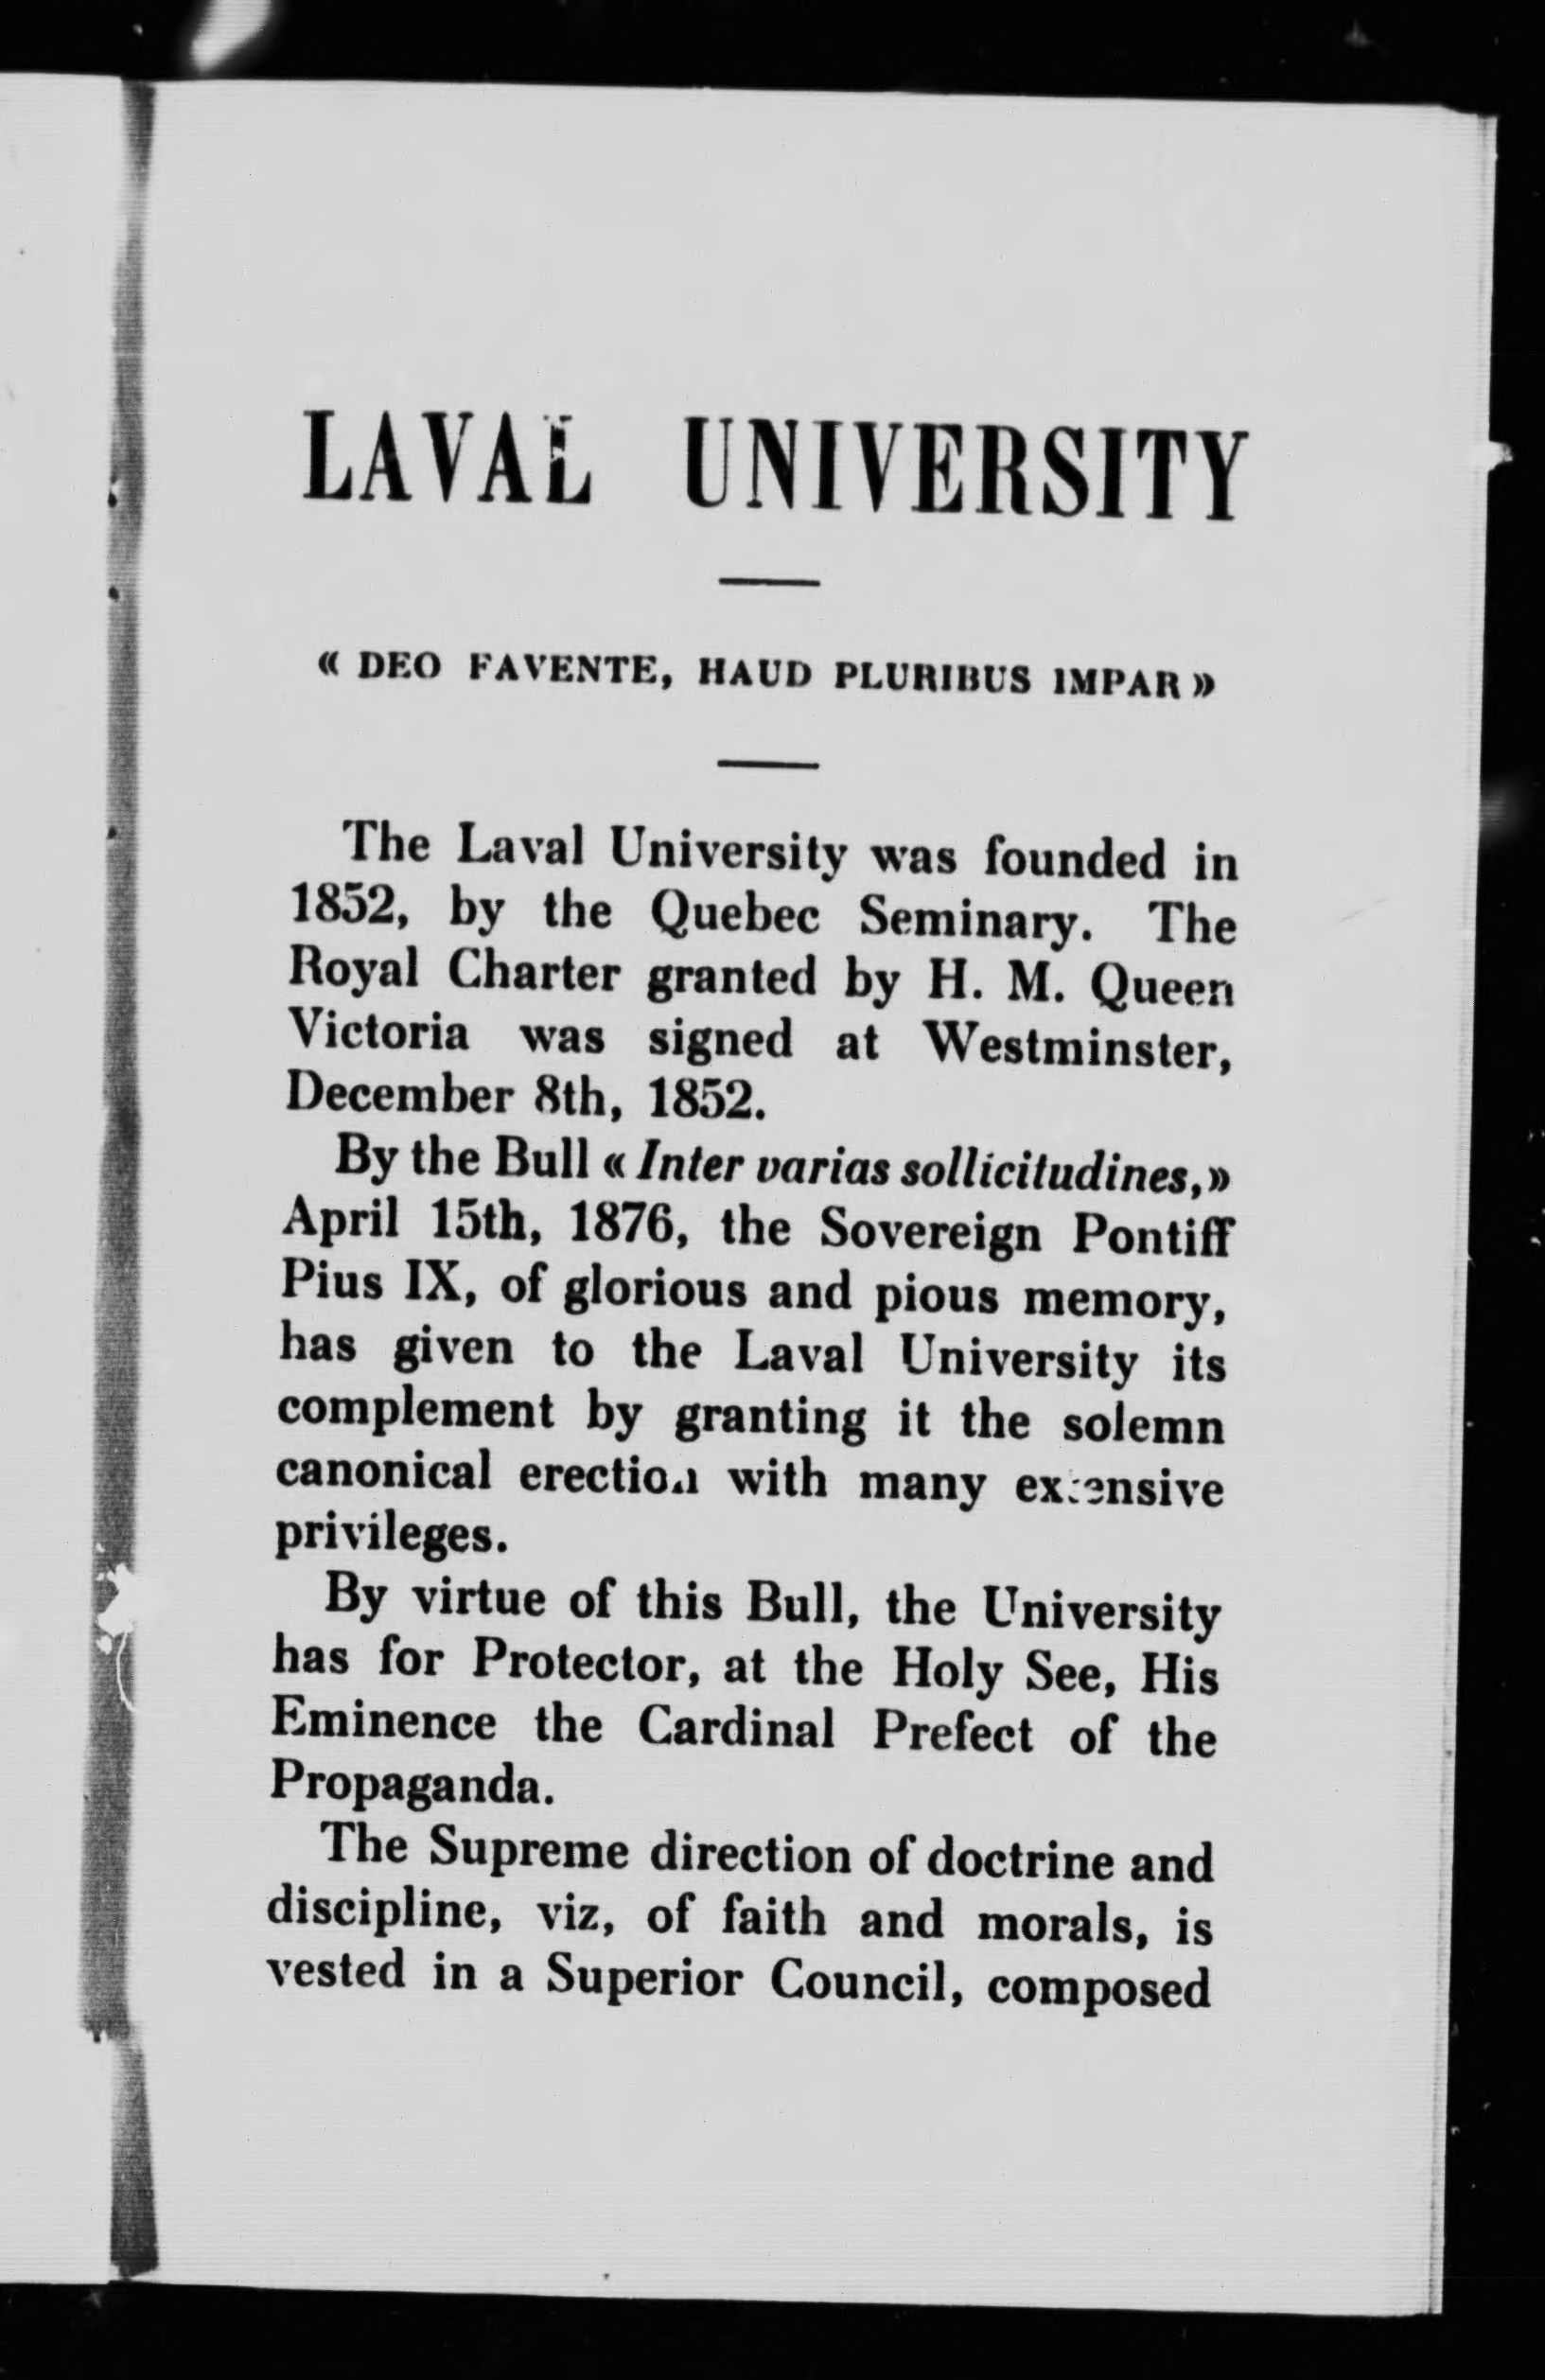 LAVAL UNIVERSITY
« DEO FAVENTE, HAUD PLURIBUS IMPAR »
The Laval University was founded in
1852, by the Quebec Seminary. The
Royal Charter granted by H. M. Queen
Victoria was signed at Westminster,
December 8th, 1852.
By the Bull « Inter varias sollicitudines,»
April 15th, 1876, the Sovereign Pontiff
Pius IX, of glorious and pious memory,
has given to the Laval University its
complement by granting it the solemn
canonical erection with many extensive
privileges.
By virtue of this Bull, the University
has for Protector, at the Holy See, His
Eminence the Cardinal Prefect of the
Propaganda.
The Supreme direction of doctrine and
discipline, viz, of faith and morals, is
vested in a Superior Council, composed